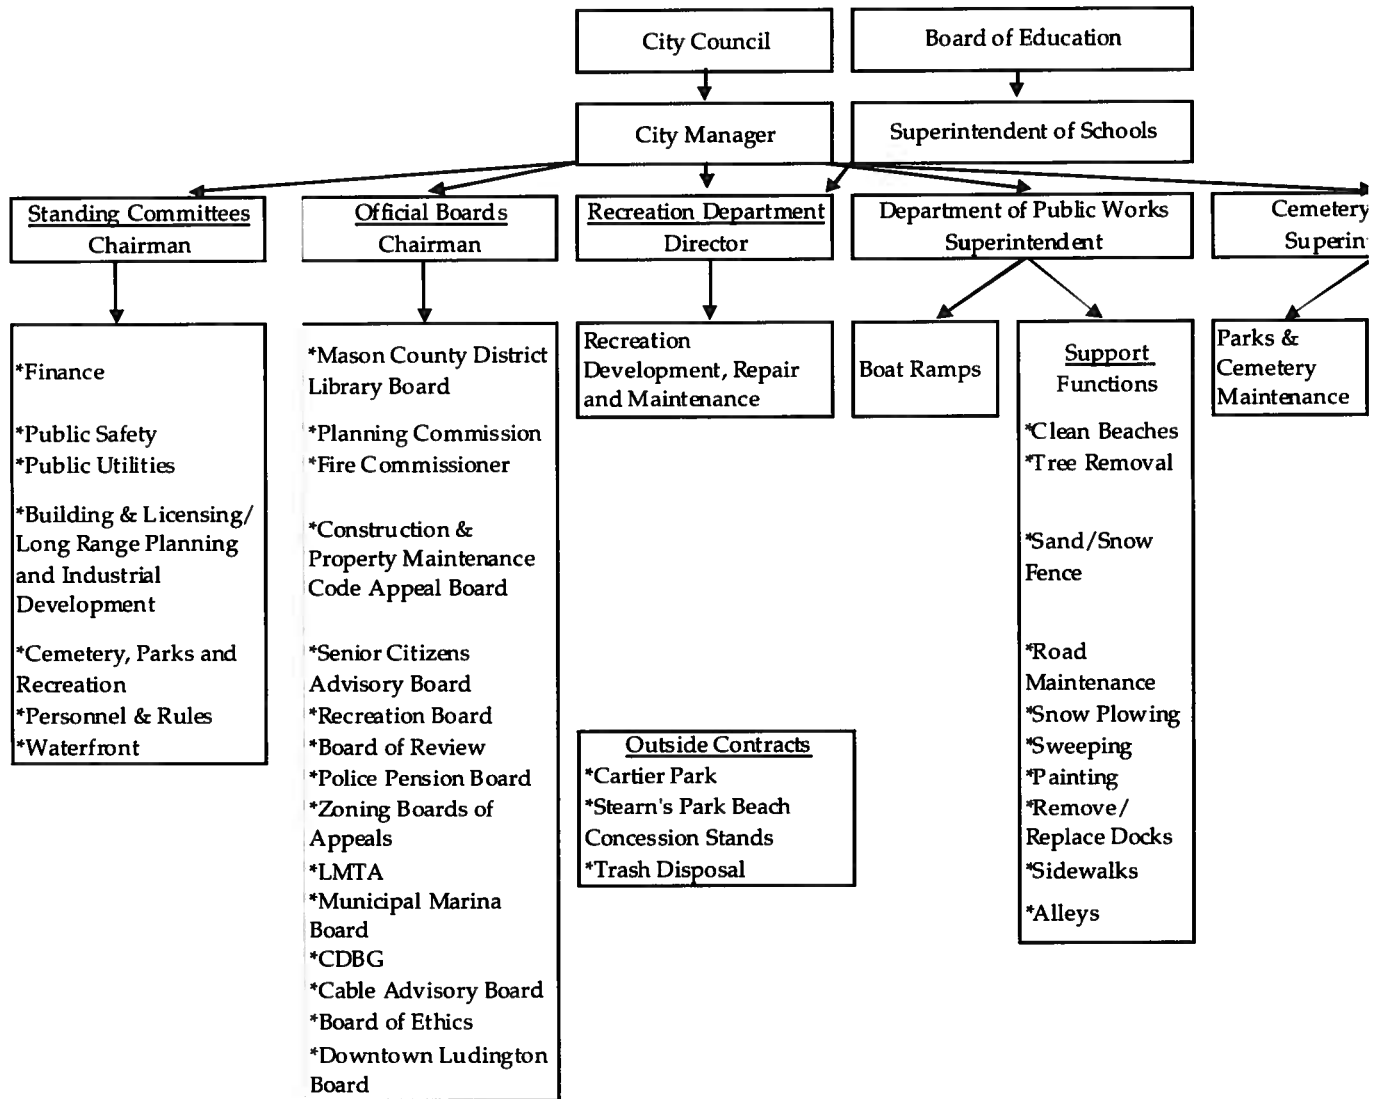 City Council
Board of Education
City Manager
Superintendent of Schools
Standing Committees
Chairman
Official Boards
Chairman
Recreation Department
Director
Department of Public Works
Superintendent
Cemetery
*Finance
*Public Safety
*Public Utilities
*Building & Licensing/
Long Range Planning
and Industrial
Development
*Cemetery, Parks and
Recreation
*Personnel & Rules
*Waterfront
*Mason County District
Library Board
*Planning Commission
*Fire Commissioner
*Construction &
Property Maintenance
Code Appeal Board
*Senior Citizens
Advisory Board
*Recreation Board
*Board of Review
*Police Pension Board
*Zoning Boards of
Appeals
*LMTA
*Municipal Marina
Board
*CDBG
*Cable Advisory Board
*Board of Ethics
*Downtown Ludington
Board
Recreation
Development, Repair
and Maintenance
Outside Contracts
*Cartier Park
*Stearn's Park Beach
Concession Stands
*Trash Disposal
Boat Ramps
Support
Functions
*Clean Beaches
*Tree Removal
*Sand/Snow
Fence
*Road
Maintenance
*Snow Plowing
*Sweeping
*Painting
*Remove/
Replace Docks
*Sidewalks
*Alleys
Parks &
Cemetery
Maintenance